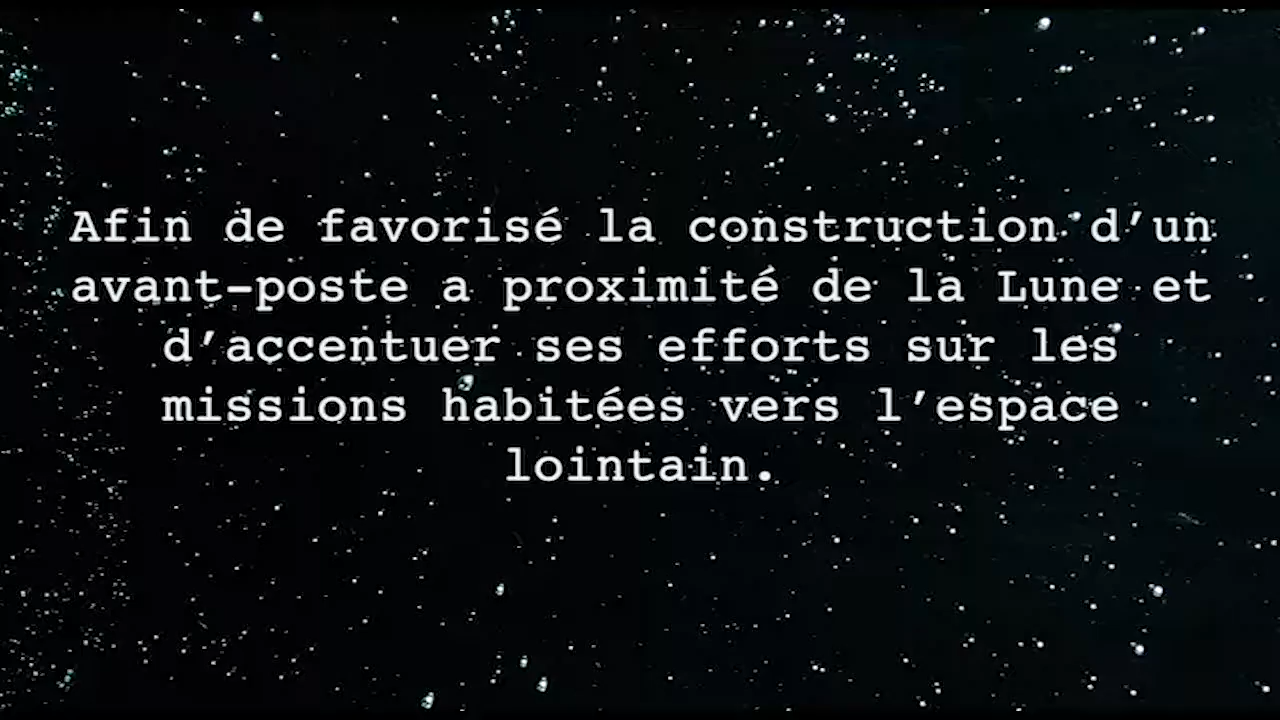 Afin de favorisé la construction d’un
avant-poste a proximité de la Lune et
d’accentuer ses efforts sur les
missions habitées vers l’espace
lointain.